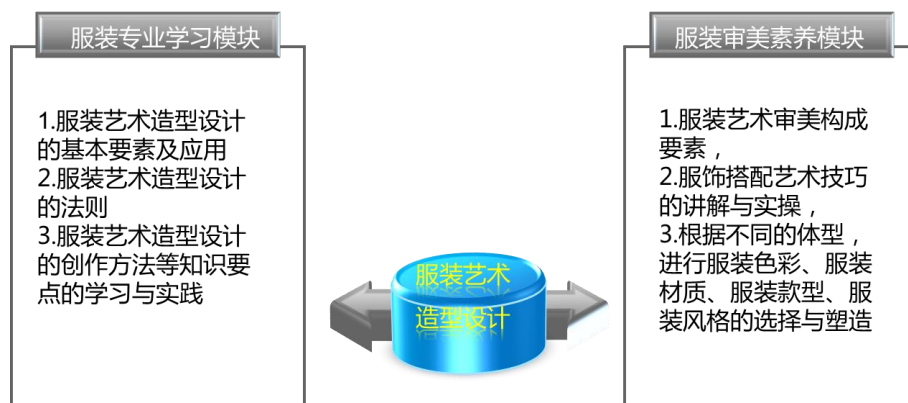 服装专业学习模块
1.服装艺术造型设计
的基本要素及应用
2.服装艺术造型设计
的法则
3.服装艺术造型设计
的创作方法等知识要
点的学习与实践
服装艺术
造型设计
服装审美素养模块
1.服装艺术审美构成
要素，
2.服饰搭配艺术技巧
的讲解与实操，
3.根据不同的体型，
进行服装色彩、服装
材质、服装款型、服
装风格的选择与塑造